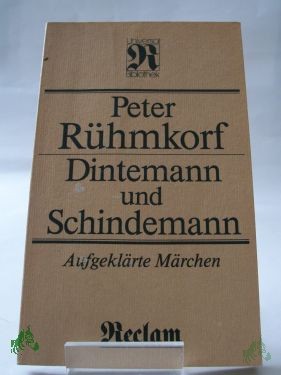 Universal
R
Bibliothek
Peter
Rühmkorf
Dintemann
und
Schindemann
Aufgeklärte Märchen
Reclam